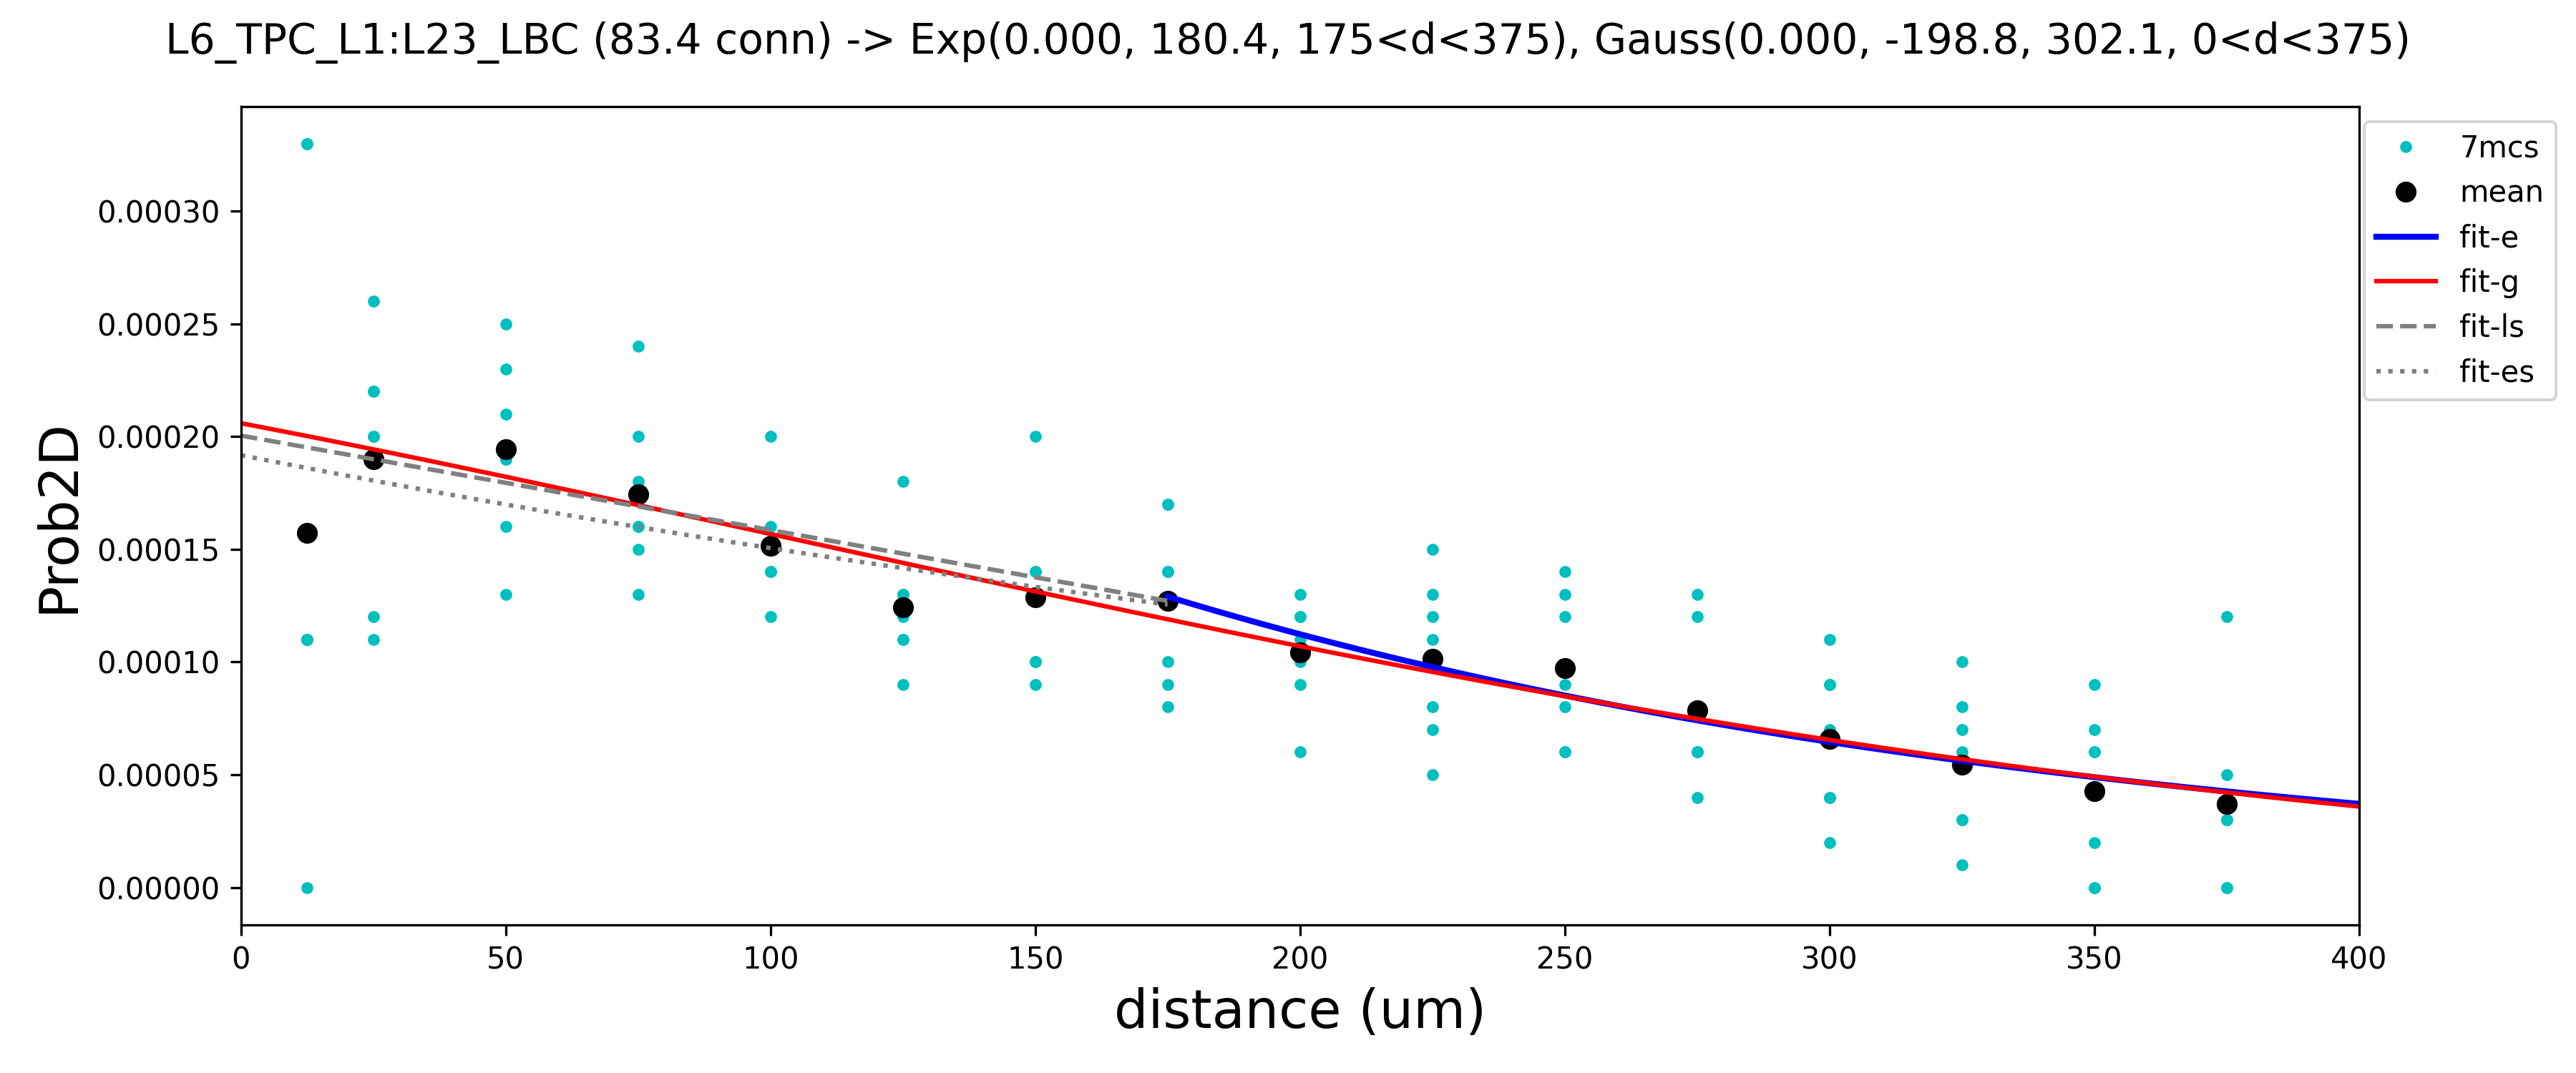 L6_TPC_L1:L23_LBC (83.4 conn) -> Exp(0.000, 180.4, 175<d<375), Gauss(0.000, -198.8, 302.1, 0<d<375)
7mcs
mean
fit-e
fit-g
fit-ls
fit-es
Prob2D
0.00030
0.00025
0.00020
0.00015
0.00010
0.00005
0.00000
0 50 100 150 200 250 300 350 400
distance (um)